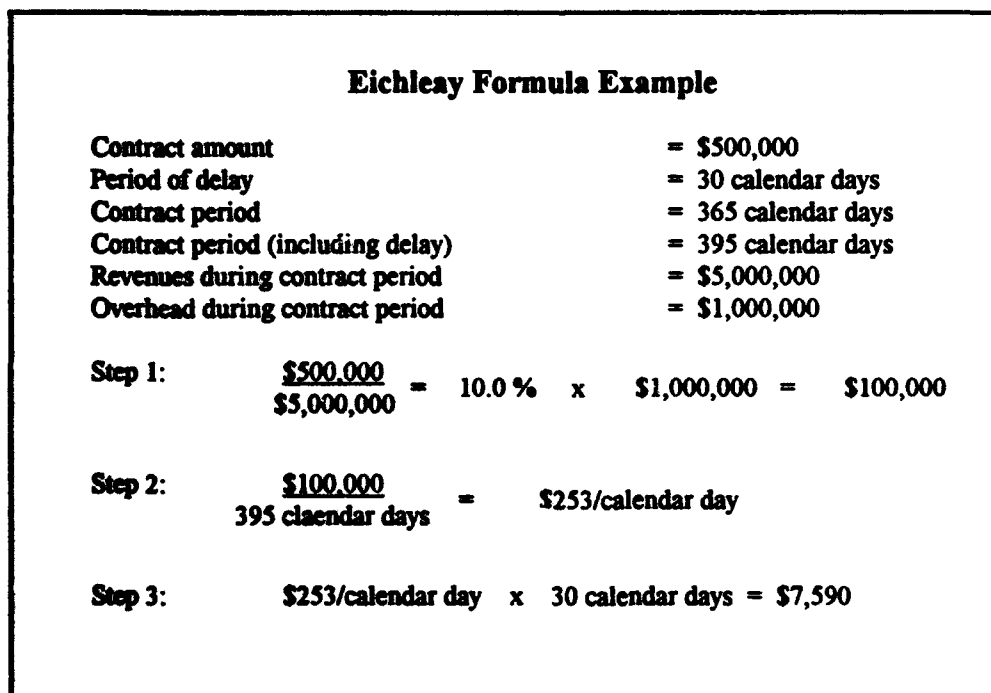 Eichleay Formula Example
Contract amount = $500,000
Period of delay = 30 calendar days
Contract period = 365 calendar days
Contract period (including delay) = 395 calendar days
Revenues during contract period = $5,000,000
Overhead during contract period = $1,000,000
Step 1: $500,000
$5,000,000 = 10.0 % x $1,000,000 = $100,000
Step 2: $100,000
395 claendar days = $253/calendar day
Step 3: $253/calendar day x 30 calendar days = $7,590